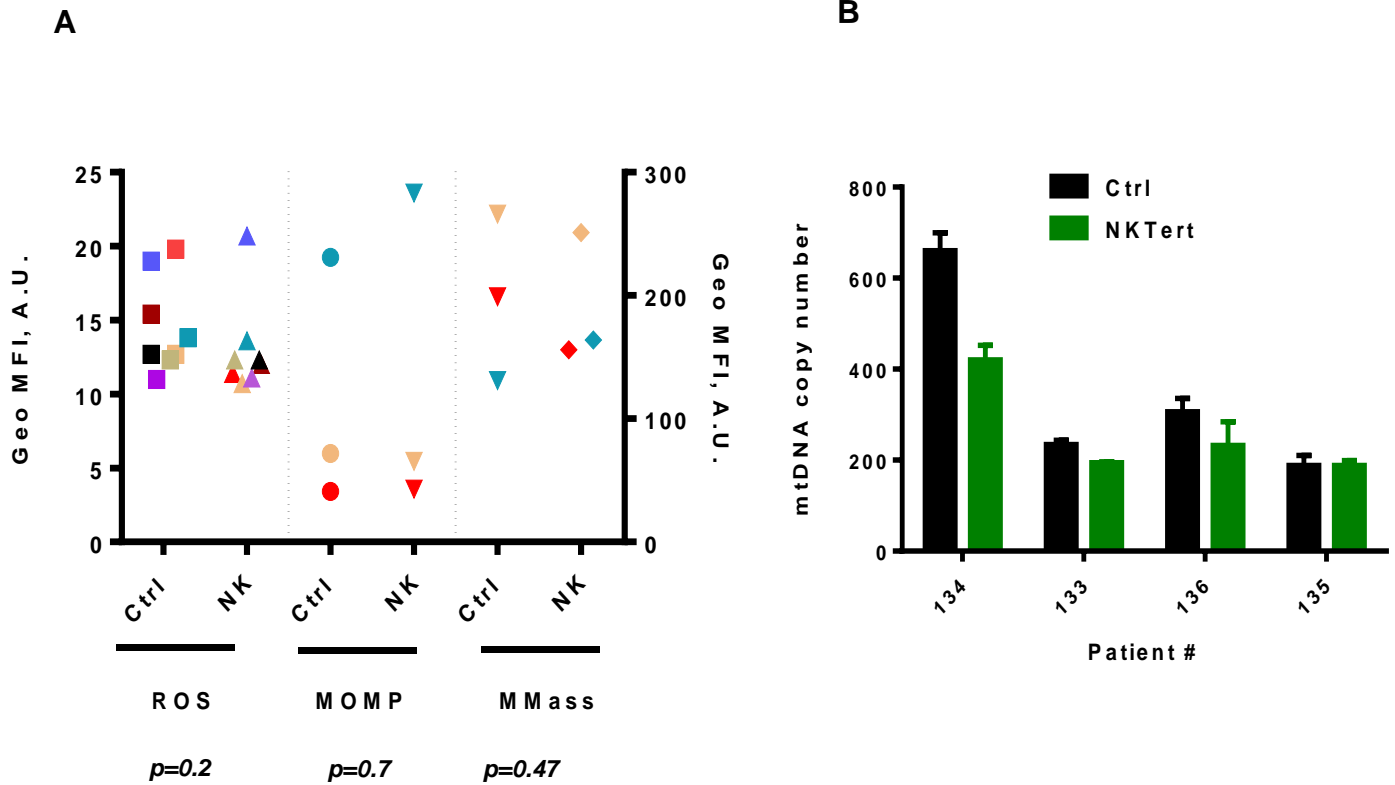 A
Geo MFI, A.U.
25
20
15
10
5
0
300
200
100
0
Geo MFI, A.U.
Ctrl
NK
Ctrl
NK
Ctrl
NK
ROS
MOMP
MMass
p=0.2
p=0.7
p=0.47
B
Ctrl
NKTert
mtDNA copy number
800
600
400
200
0
134
133
136
135
Patient #